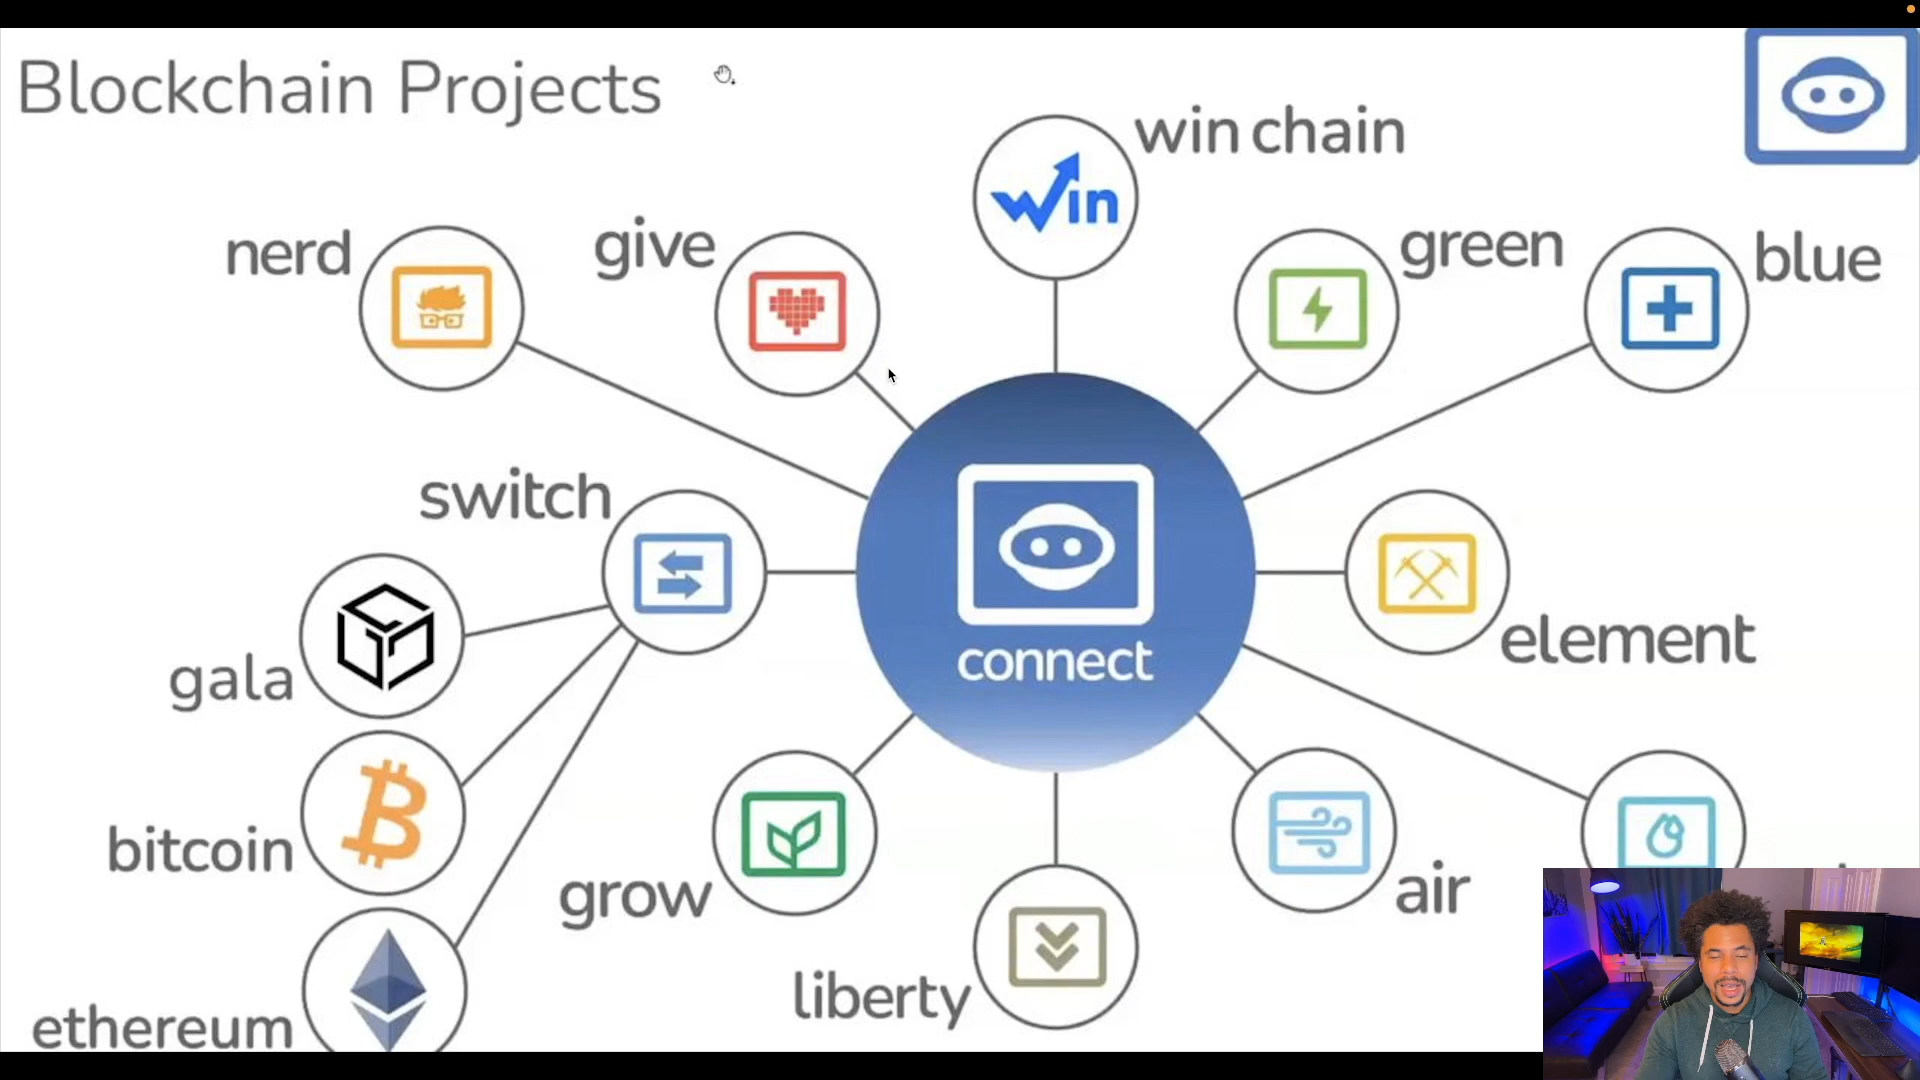 Blockchain Projects
win chain
win
nerd
give
green
blue
switch
connect
element
gala
bitcoin
grow
air
liberty
ethereum